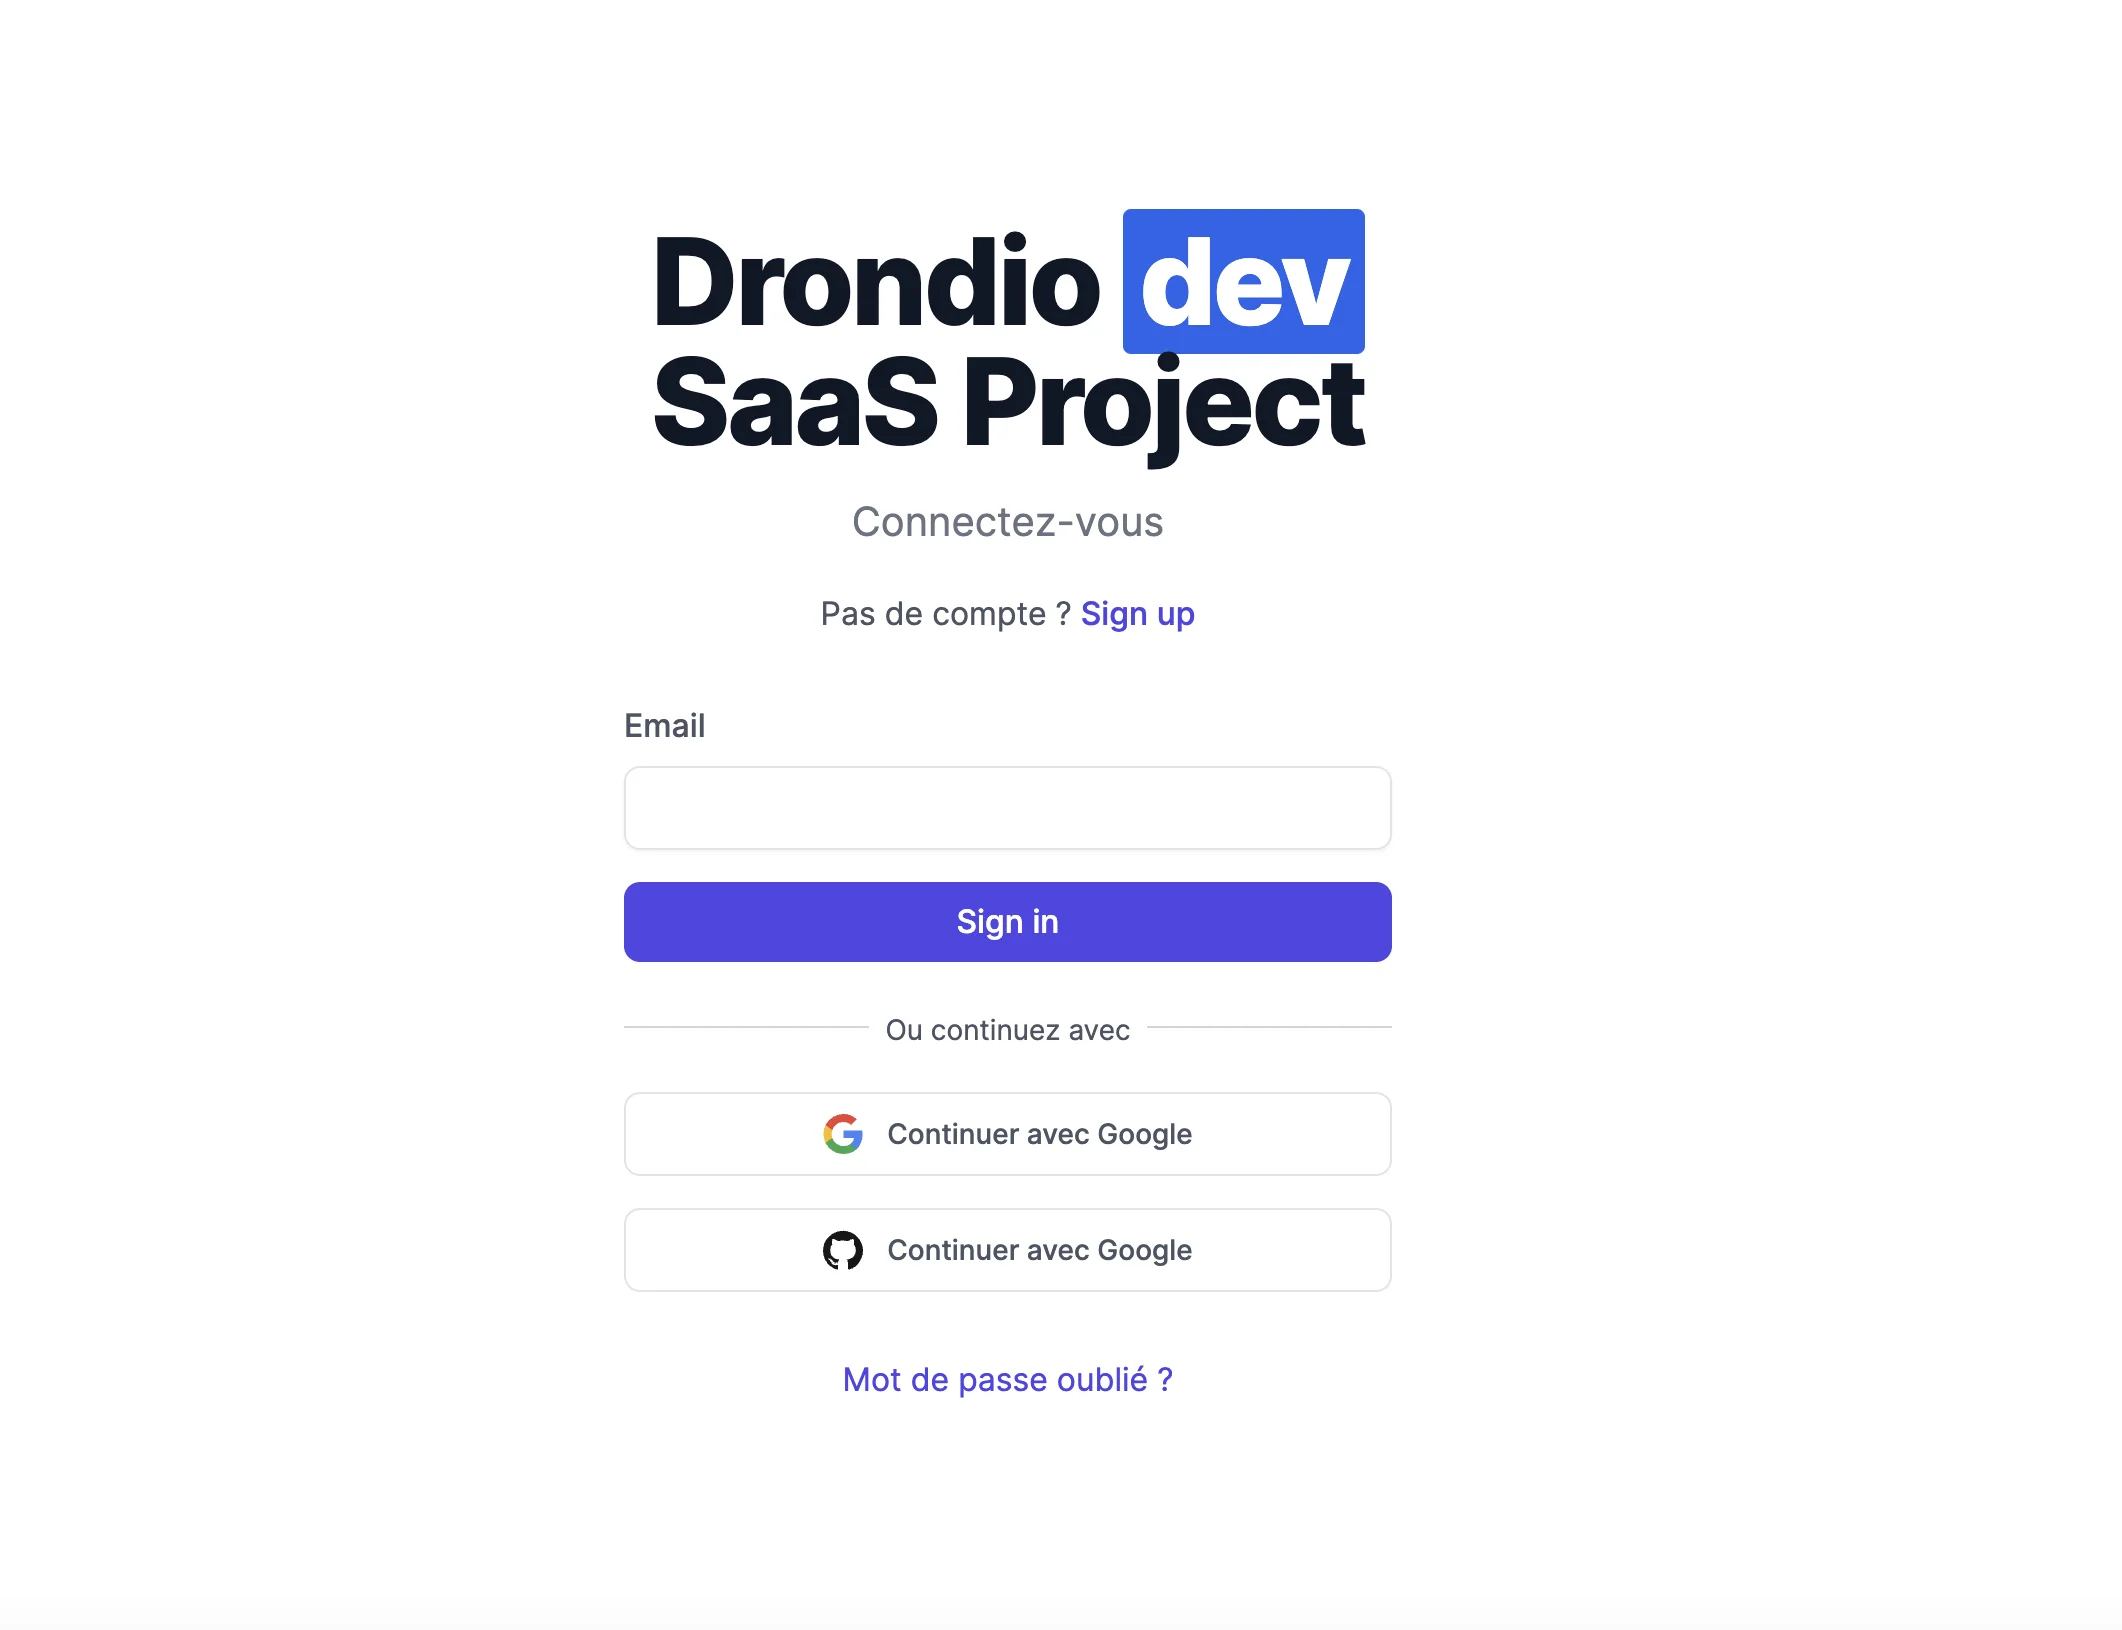 Drondio dev
SaaS Project
Connectez-vous
Pas de compte ? Sign up
Email
Sign in
Ou continuez avec
Continuer avec Google
Continuer avec Google
Mot de passe oublié ?